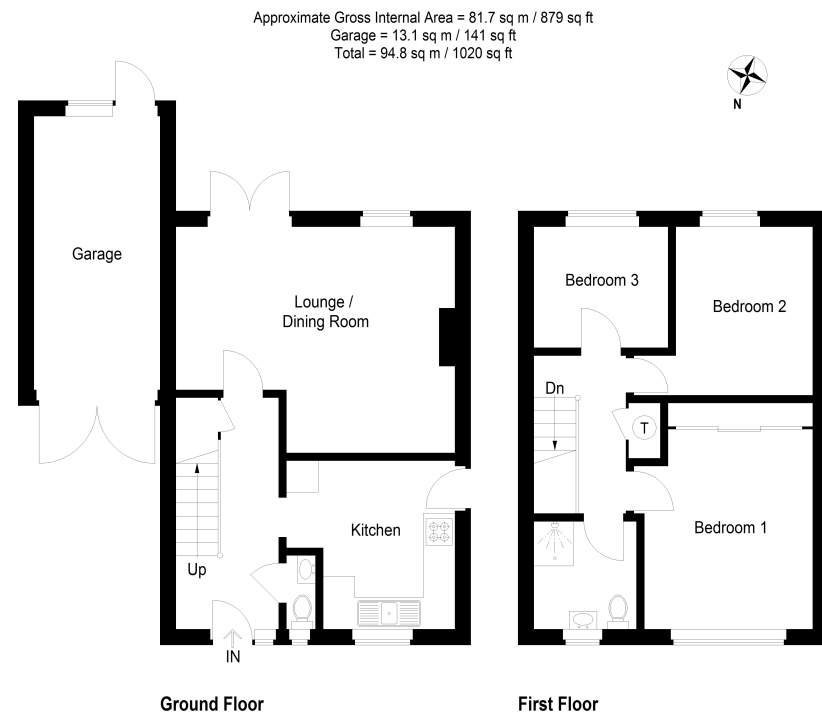 Approximate Gross Internal Area = 81.7 sq m / 879 sq ft
Garage = 13.1 sq m / 141 sq ft
Total = 94.8 sq m / 1020 sq ft
N
Garage
Lounge /
Dining Room
Kitchen
Up
IN
Ground Floor
Bedroom 3
Bedroom 2
Dn
T
Bedroom 1
First Floor